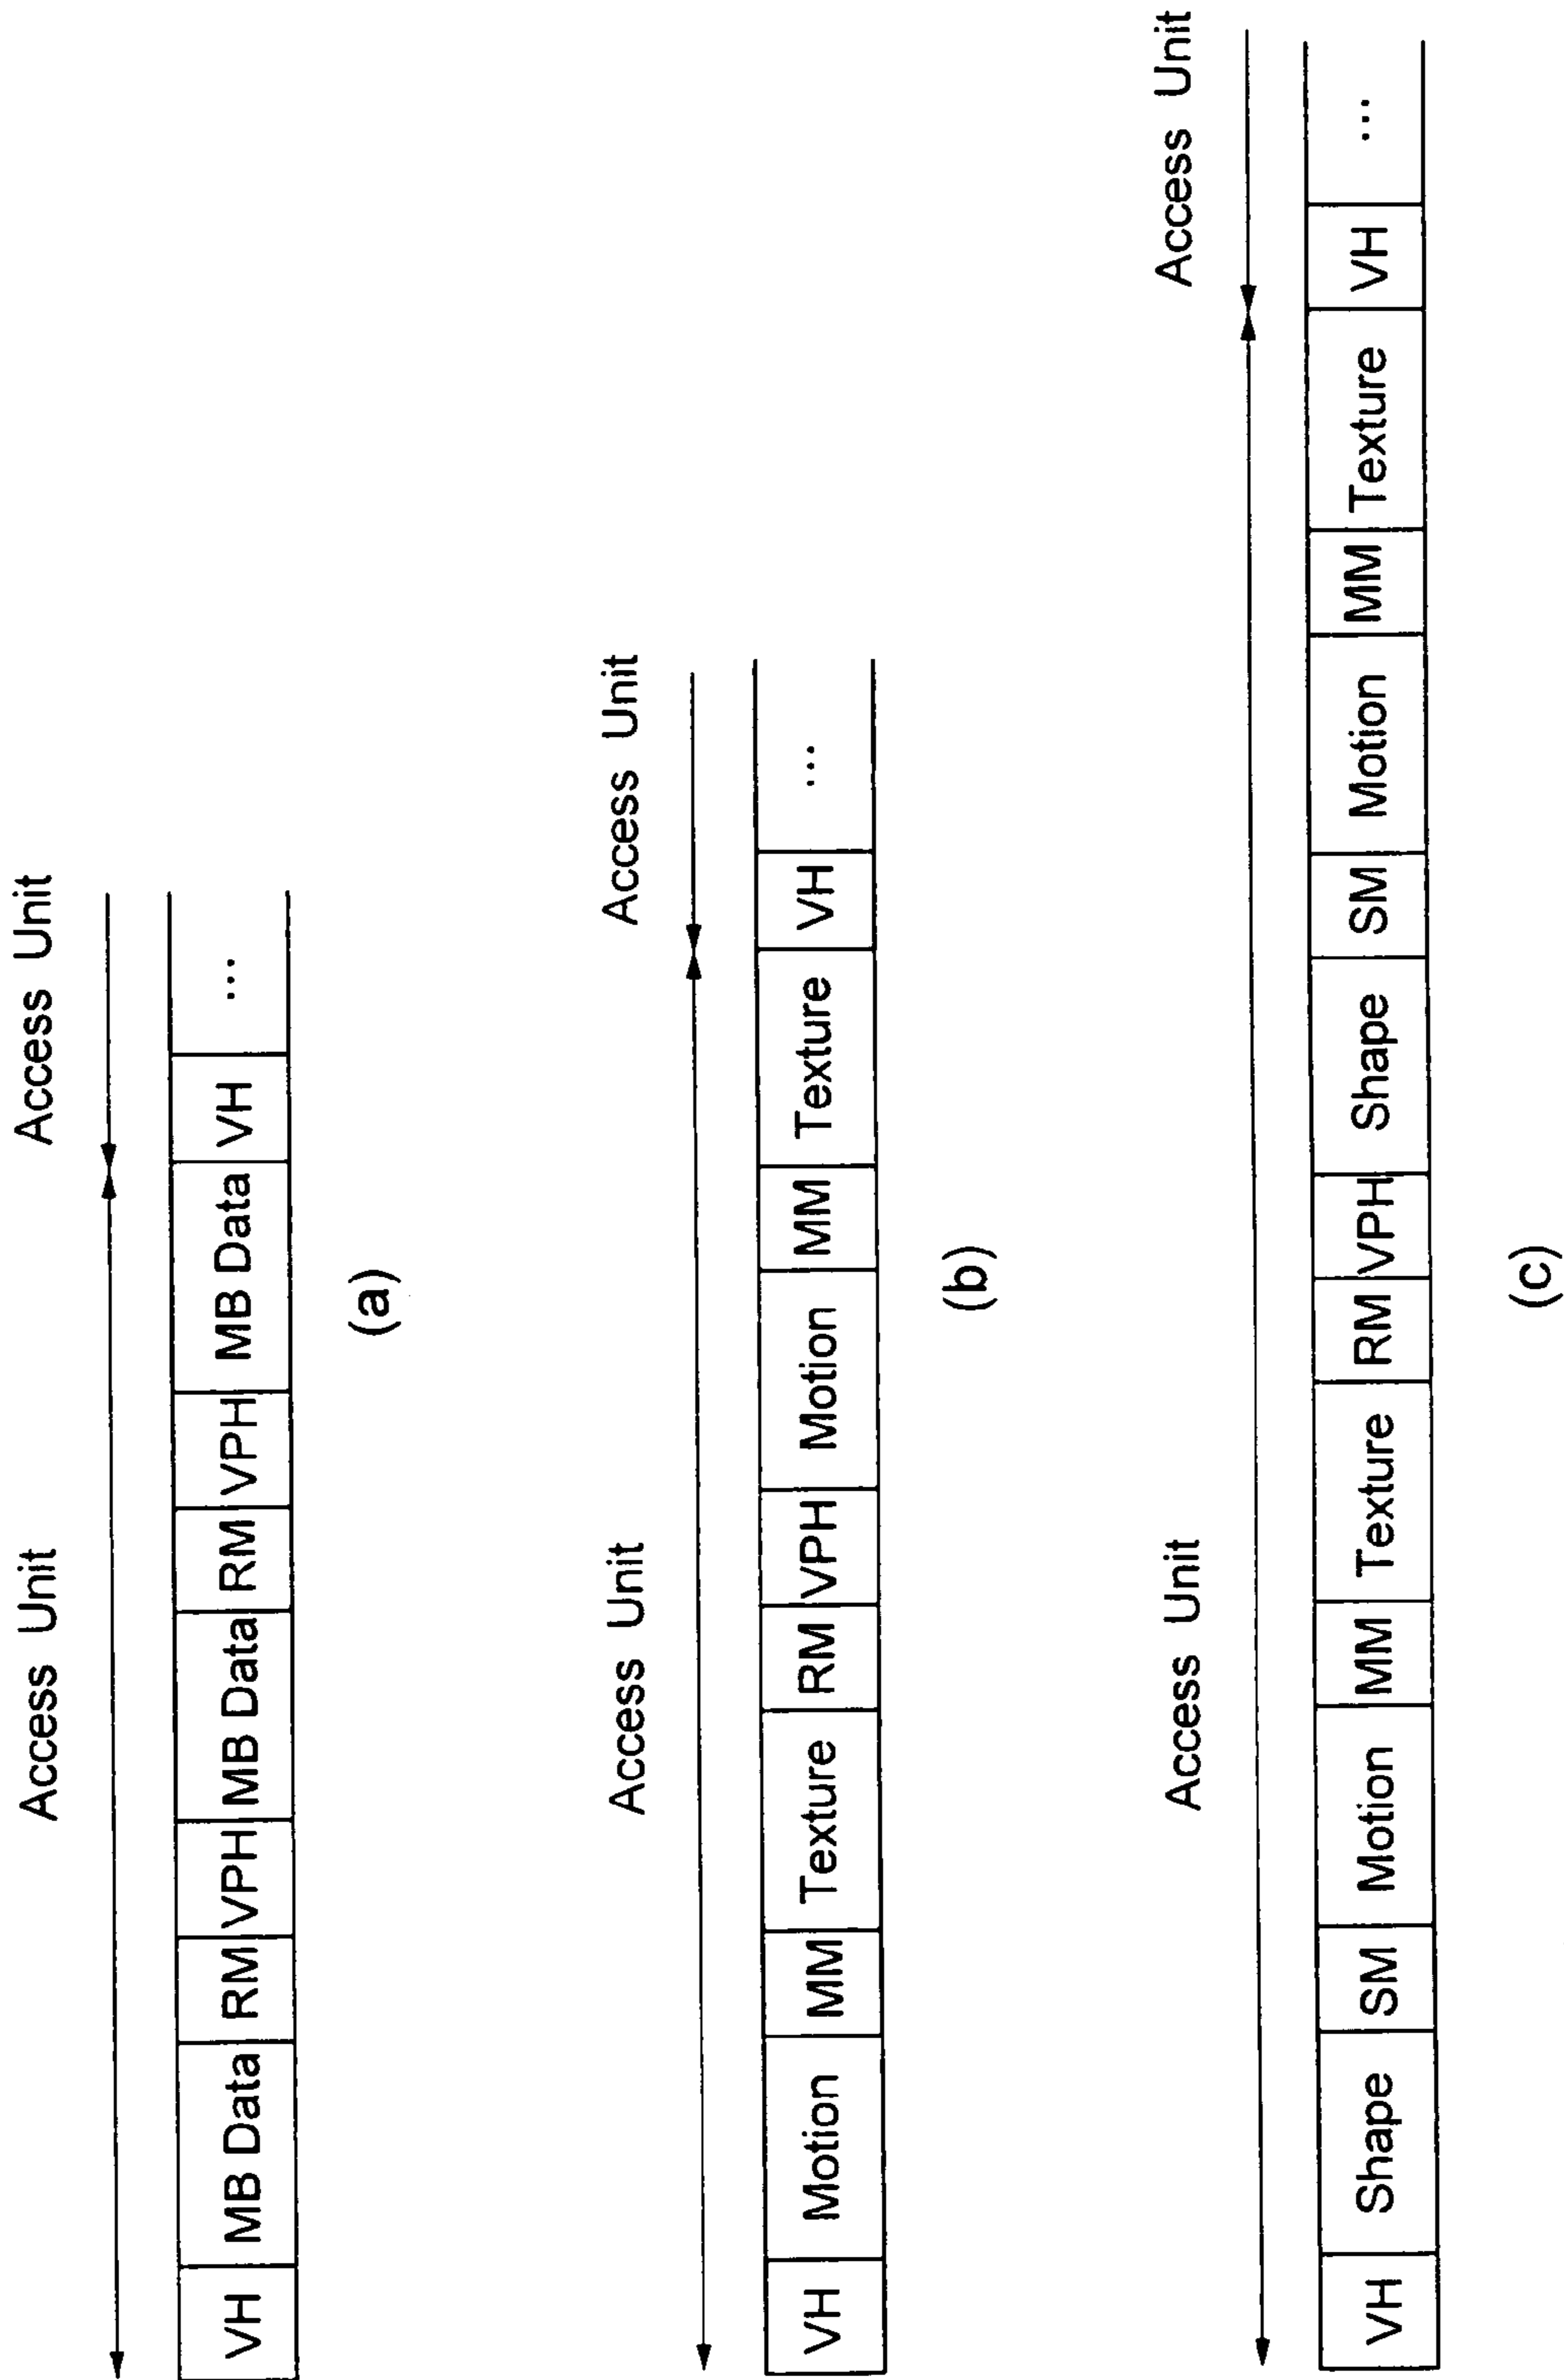 Access Unit Access Unit
VH MB Data RM VPH MB Data RM VPH MB Data VH ...
(a)
Access Unit Access Unit
VH Motion MM Texture RM VPH Motion MM Texture VH ...
(b)
Access Unit Access Unit
VH Shape SM Motion MM Texture RM VPH Shape SM Motion MM Texture VH ...
(c)